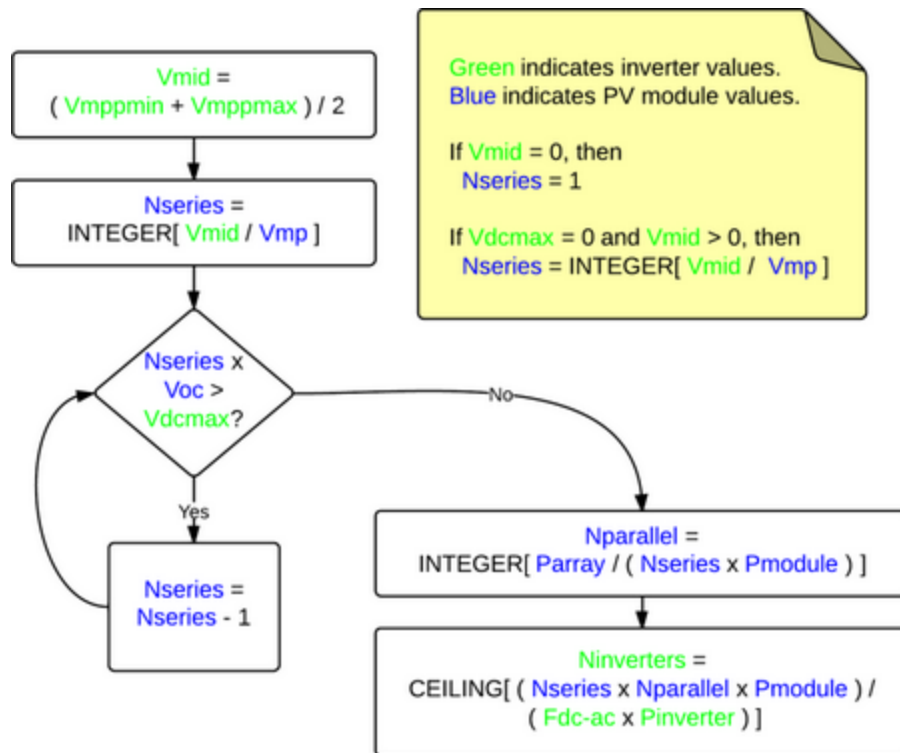 Vmid =
( Vmppmin + Vmppmax ) / 2
Nseries =
INTEGER[ Vmid / Vmp ]
Green indicates inverter values.
Blue indicates PV module values.
If Vmid = 0, then
Nseries = 1
If Vdcmax = 0 and Vmid > 0, then
Nseries = INTEGER[ Vmid / Vmp ]
Nseries x
Voc >
Vdcmax?
No
Yes
Nseries =
Nseries - 1
Nparallel =
INTEGER[ Parray / ( Nseries x Pmodule ) ]
Ninverters =
CEILING[ ( Nseries x Nparallel x Pmodule ) /
( Fdc-ac x Pinverter ) ]